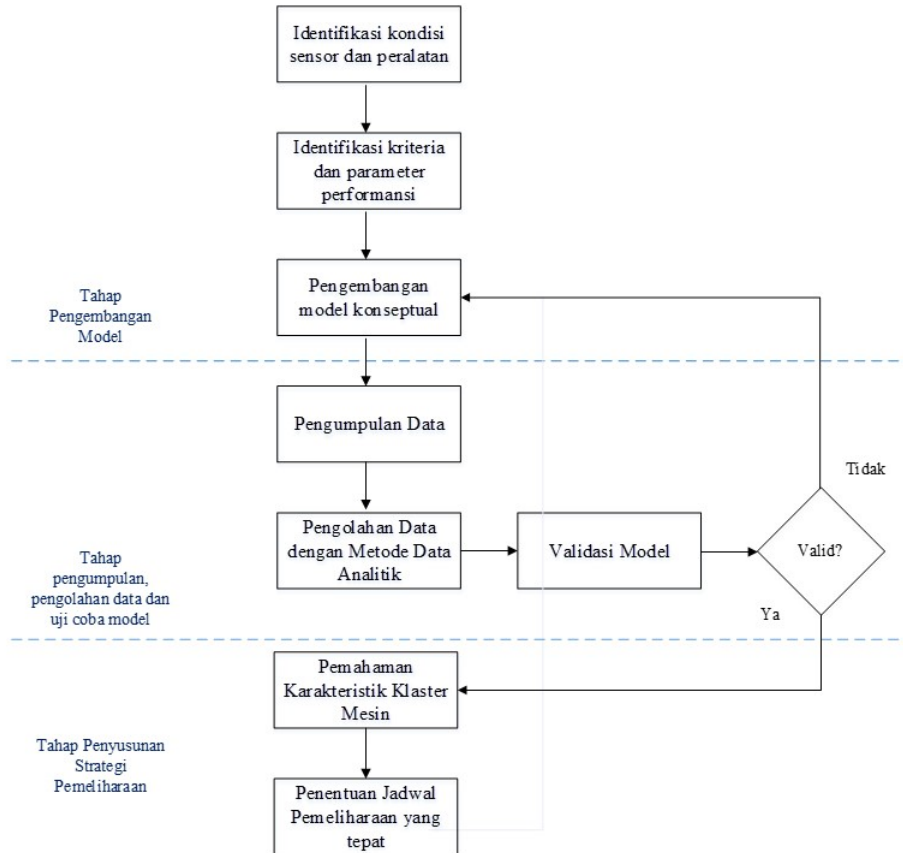 Identifikasi kondisi
sensor dan peralatan
Identifikasi kriteria
dan parameter
performansi
Pengembangan
model konseptual
Tahap
Pengembangan
Model
Pengumpulan Data
Tidak
Pengolahan Data
dengan Metode Data
Analitik
Validasi Model
Valid?
Tahap
pengumpulan,
pengolahan data dan
uji coba model
Ya
Pemahaman
Karakteristik Klaster
Mesin
Tahap Penyusunan
Strategi
Pemeliharaan
Penentuan Jadwal
Pemeliharaan yang
tepat